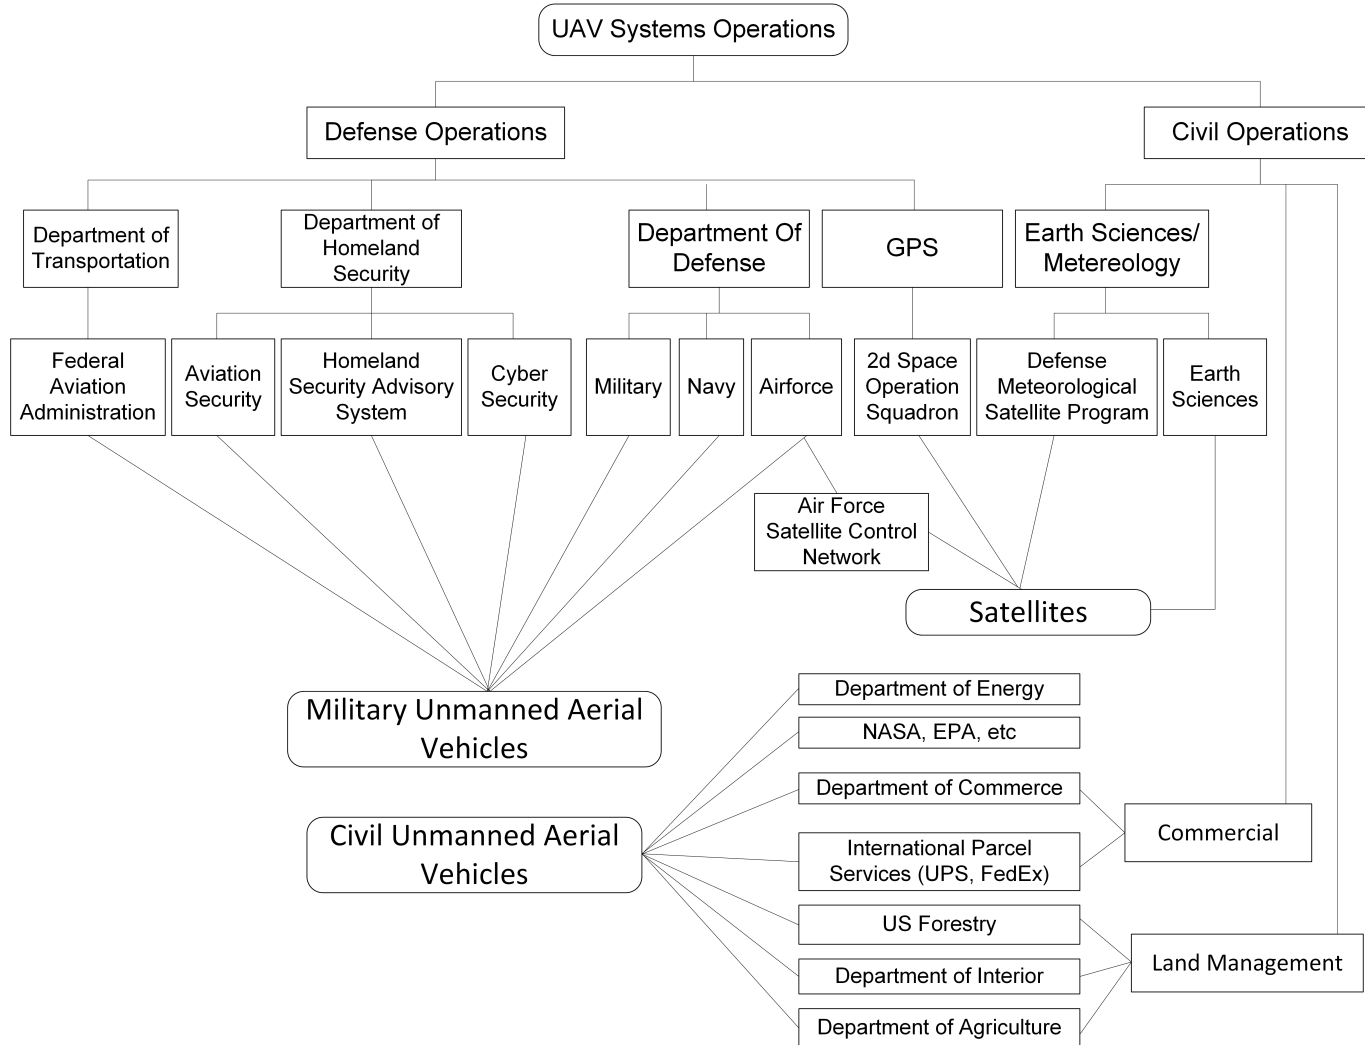 UAV Systems Operations
Defense Operations
Civil Operations
Department of
Transportation
Department of
Homeland
Security
Department Of
Defense
GPS
Earth Sciences/
Metereology
Federal
Aviation
Administration
Aviation
Security
Homeland
Security Advisory
System
Cyber
Security
Military
Navy
Airforce
2d Space
Operation
Squadron
Defense
Meteorological
Satellite Program
Earth
Sciences
Air Force
Satellite Control
Network
Satellites
Military Unmanned Aerial
Vehicles
Civil Unmanned Aerial
Vehicles
Department of Energy
NASA, EPA, etc
Department of Commerce
International Parcel
Services (UPS, FedEx)
US Forestry
Department of Interior
Department of Agriculture
Commercial
Land Management